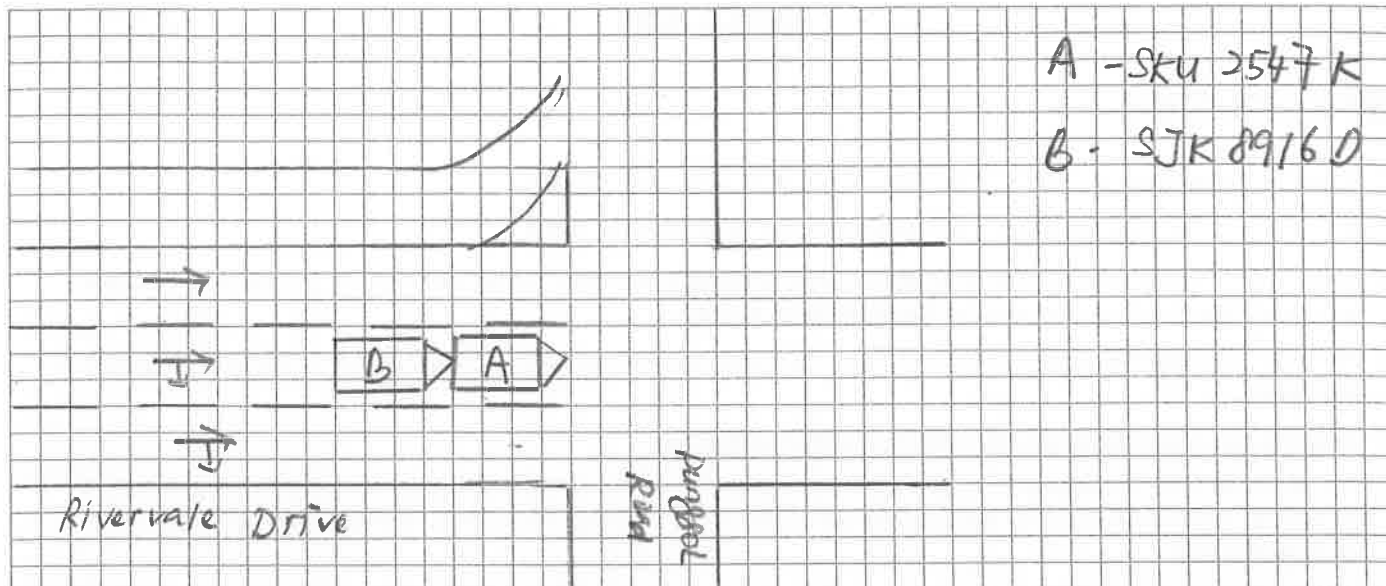 A - SKU 2547 K
B - SJK 8916 D
B
A
Rivervale Drive
Punggol
Road